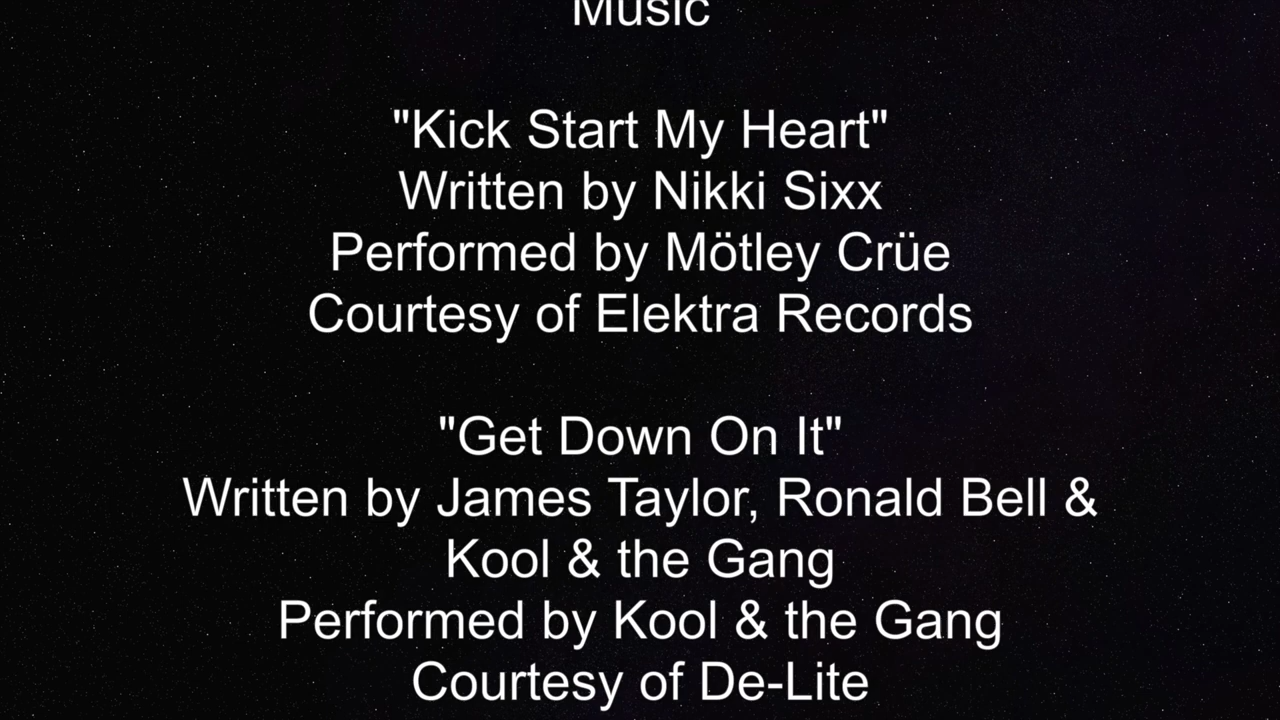 Music
"Kick Start My Heart"
Written by Nikki Sixx
Performed by Mötley Crüe
Courtesy of Elektra Records
"Get Down On It"
Written by James Taylor, Ronald Bell &
Kool & the Gang
Performed by Kool & the Gang
Courtesy of De-Lite